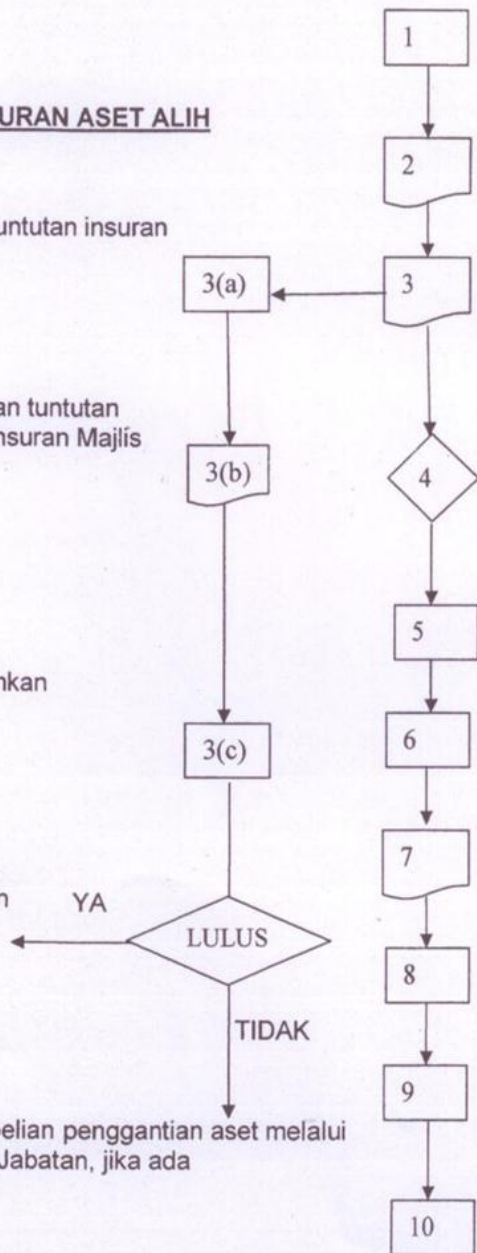 1
URAN ASET ALIH
2
untutan insuran
3(a)
3
an tuntutan
nsuran Majlis
3(b)
4
5
nkan
6
3(c)
7
n
YA
LULUS
8
TIDAK
9
belian penggantian aset melalui
Jabatan, jika ada
10